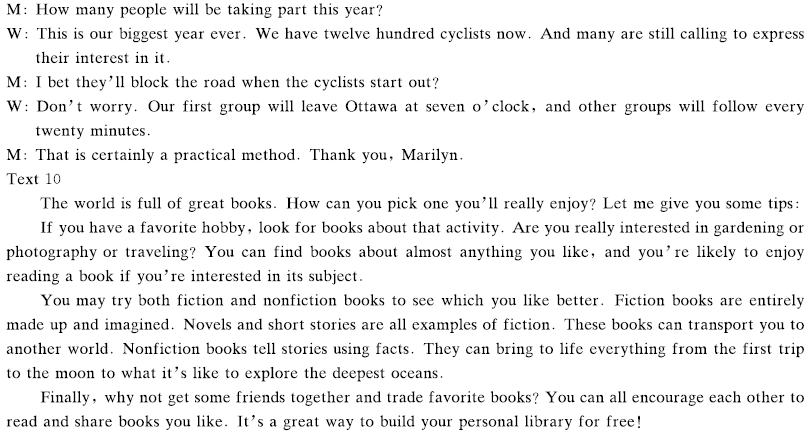 M: How many people will be taking part this year?
W: This is our biggest year ever. We have twelve hundred cyclists now. And many are still calling to express
their interest in it.
M: I bet they'll block the road when the cyclists start out?
W: Don't worry. Our first group will leave Ottawa at seven o'clock, and other groups will follow every
twenty minutes.
M: That is certainly a practical method. Thank you, Marilyn.
Text 10
The world is full of great books. How can you pick one you'll really enjoy? Let me give you some tips:
If you have a favorite hobby, look for books about that activity. Are you really interested in gardening or
photography or traveling? You can find books about almost anything you like, and you're likely to enjoy
reading a book if you're interested in its subject.
You may try both fiction and nonfiction books to see which you like better. Fiction books are entirely
made up and imagined. Novels and short stories are all examples of fiction. These books can transport you to
another world. Nonfiction books tell stories using facts. They can bring to life everything from the first trip
to the moon to what it's like to explore the deepest oceans.
Finally, why not get some friends together and trade favorite books? You can all encourage each other to
read and share books you like. It's a great way to build your personal library for free!